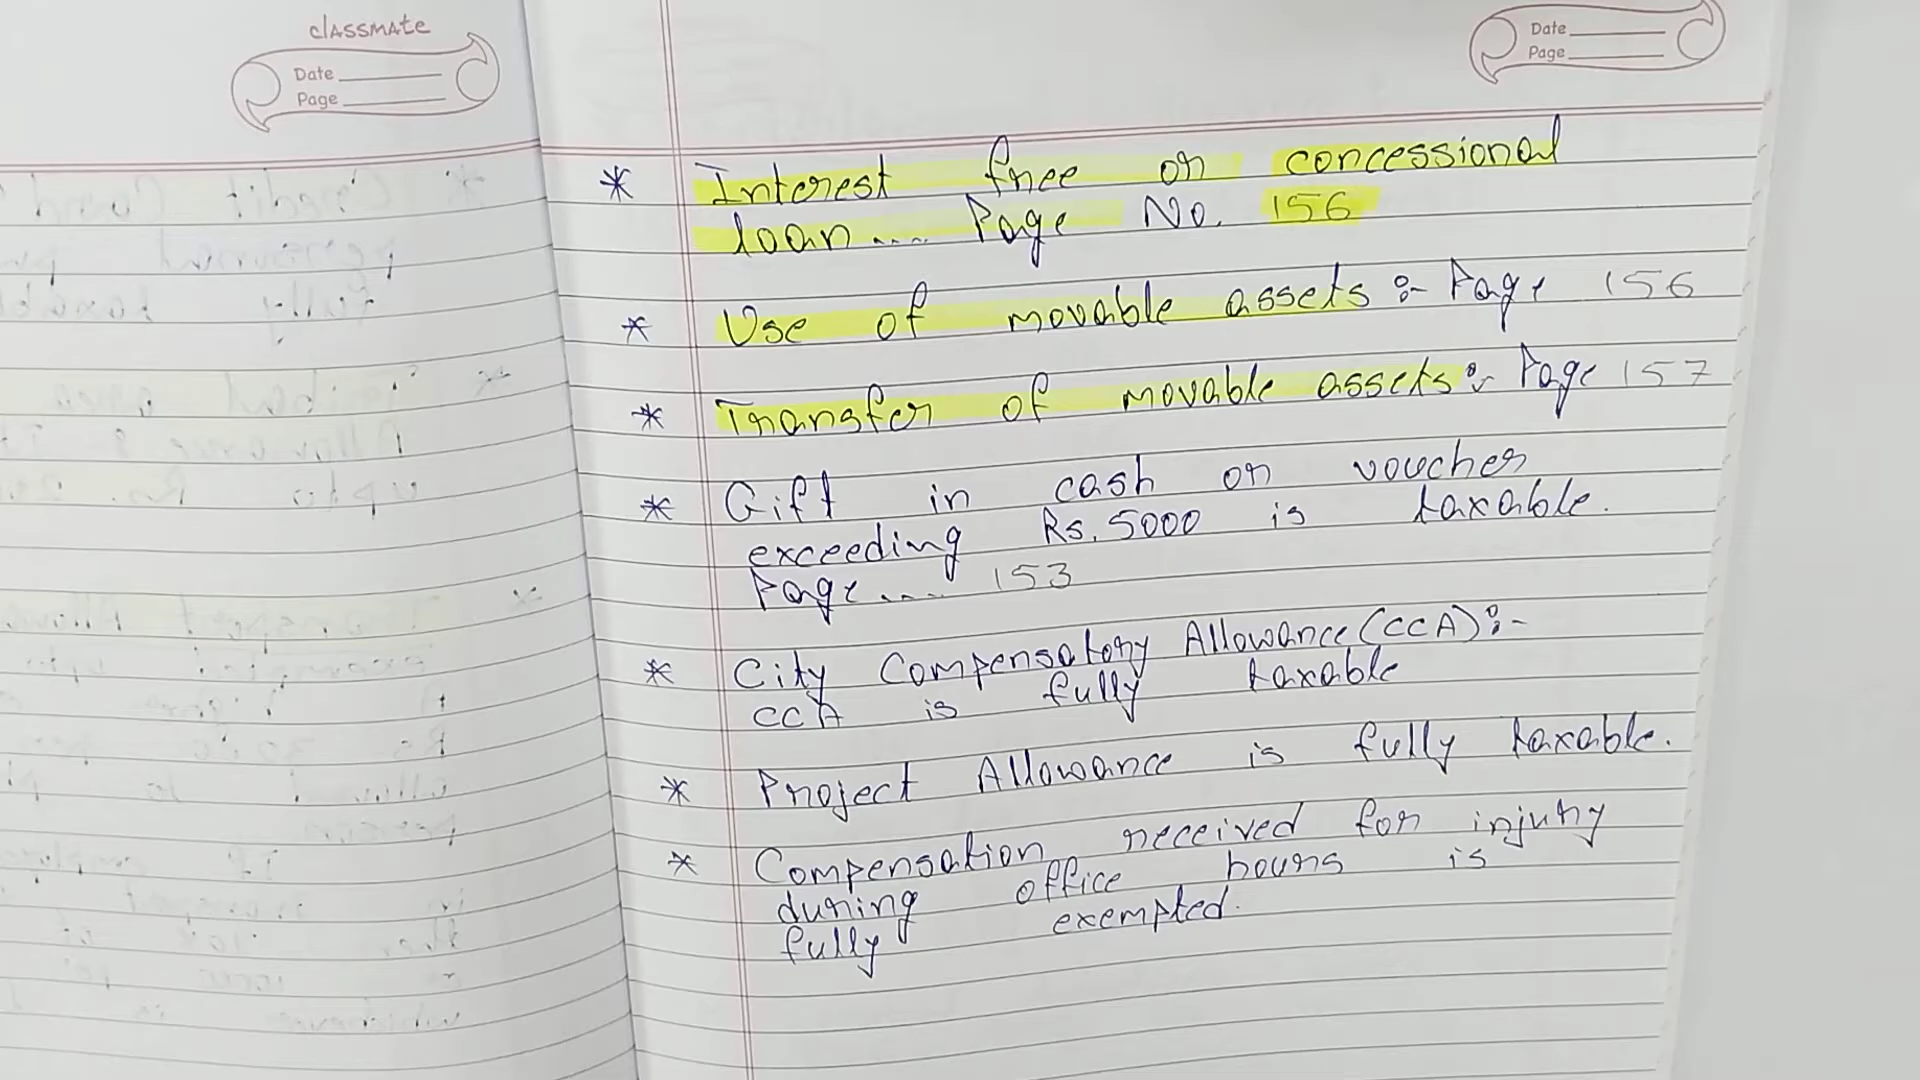 classmate
Date
Page
Date
Page
* Interest free or concessional
loan.... Page No. 156
* Use of movable assets :- Page 156
* Transfer of movable assets :- Page 157
* Gift in cash or voucher
exceeding Rs. 5000 is taxable.
Page.... 153
* City Compensatory Allowance (CCA) :-
CCA is fully taxable
* Project Allowance is fully taxable.
* Compensation received for injury
during office hours is
fully exempted.